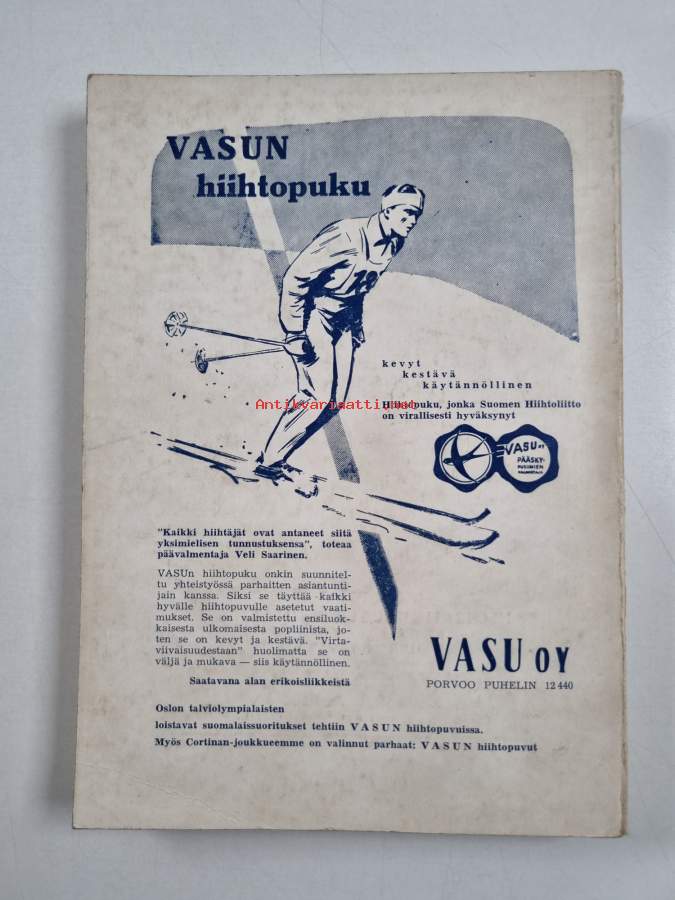 VASUN
hiihtopuku
kevyt
kestävä
käytännöllinen
Hiihtopuku, jonka Suomen Hiihtoliitto
on virallisesti hyväksynyt
Antikvariaatti.net
VASU OY
PÄÄSKY-
PUKIMIEN
"Kaikki hiihtäjät ovat antaneet siitä
yksimielisen tunnustuksensa", toteaa
päävalmentaja Veli Saarinen.
VASUn hiihtopuku onkin suunnitel-
tu yhteistyössä parhaitten asiantunti-
jain kanssa. Siksi se täyttää kaikki
hyvälle hiihtopuvulle asetetut vaati-
mukset. Se on valmistettu ensiluok-
kaisesta ulkomaisesta popliinista, jo-
ten se on kevyt ja kestävä. "Virta-
viivaisuudestaan" huolimatta se on
väljä ja mukava — siis käytännöllinen.
Saatavana alan erikoisliikkeistä
VASU OY
PORVOO PUHELIN 12 440
Oslon talviolympialaisten
loistavat suomalaissuoritukset tehtiin VASUN hiihtopuvuissa.
Myös Cortinan-joukkueemme on valinnut parhaat: VASUN hiihtopuvut